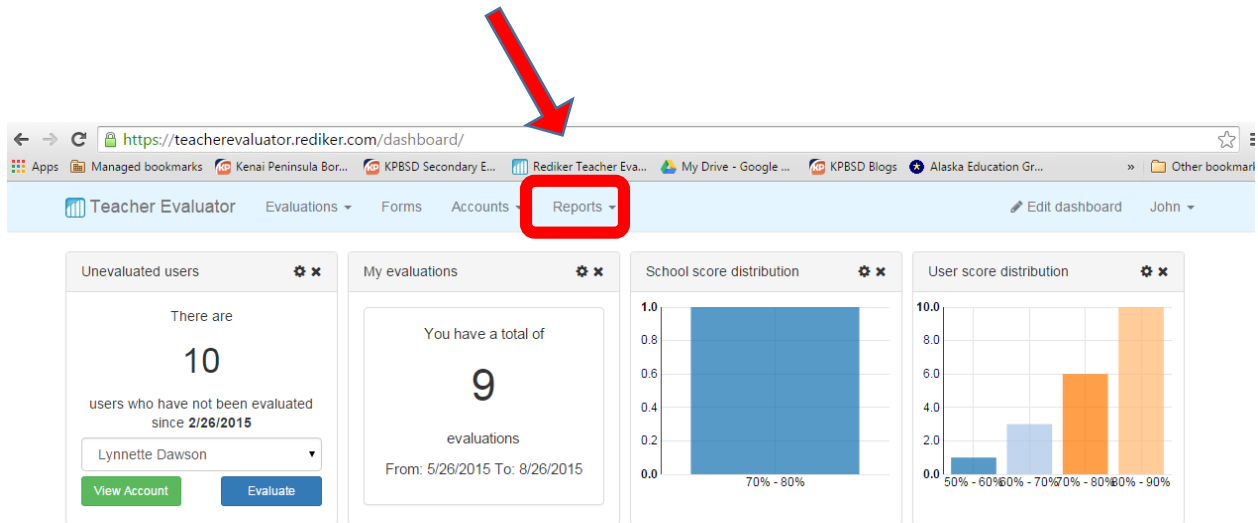 https://teacherevaluator.rediker.com/dashboard/
Apps Managed bookmarks Kenai Peninsula Bor... KPBSD Secondary E... Rediker Teacher Eva... My Drive - Google ... KPBSD Blogs Alaska Education Gr... » Other bookmark
Teacher Evaluator Evaluations Forms Accounts Reports Edit dashboard John
Unevaluated users
There are
10
users who have not been evaluated
since 2/26/2015
Lynnette Dawson
View Account Evaluate
My evaluations
You have a total of
9
evaluations
From: 5/26/2015 To: 8/26/2015
School score distribution
1.0
0.8
0.6
0.4
0.2
0.0
70% - 80%
User score distribution
10.0
8.0
6.0
4.0
2.0
0.0
50% - 60% 60% - 70% 70% - 80% 80% - 90%